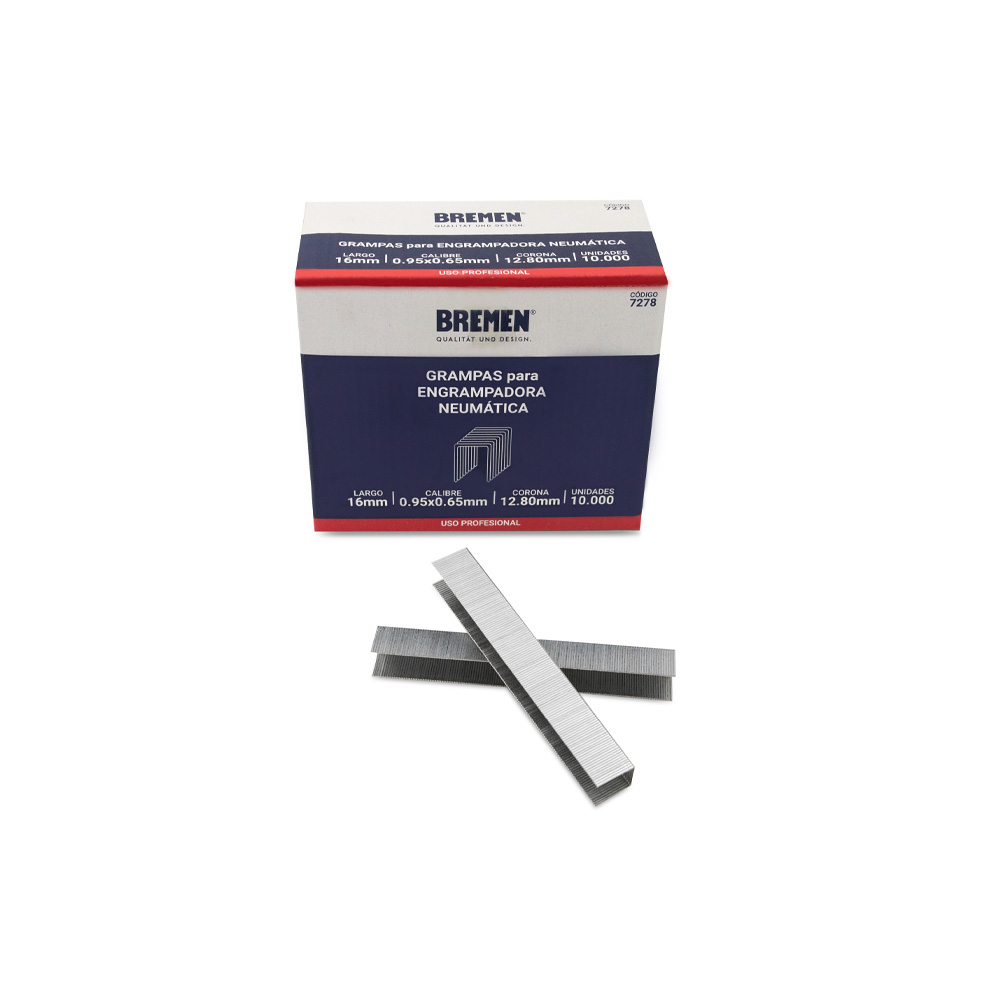 CÓDIGO
7278
BREMEN®
QUALITÄT UND DESIGN.
GRAMPAS para ENGRAMPADORA NEUMÁTICA
LARGO | CALIBRE | CORONA | UNIDADES
16mm | 0.95x0.65mm | 12.80mm | 10.000
USO PROFESIONAL
CÓDIGO
7278
BREMEN®
QUALITÄT UND DESIGN.
GRAMPAS para
ENGRAMPADORA
NEUMÁTICA
LARGO | CALIBRE | CORONA | UNIDADES
16mm | 0.95x0.65mm | 12.80mm | 10.000
USO PROFESIONAL